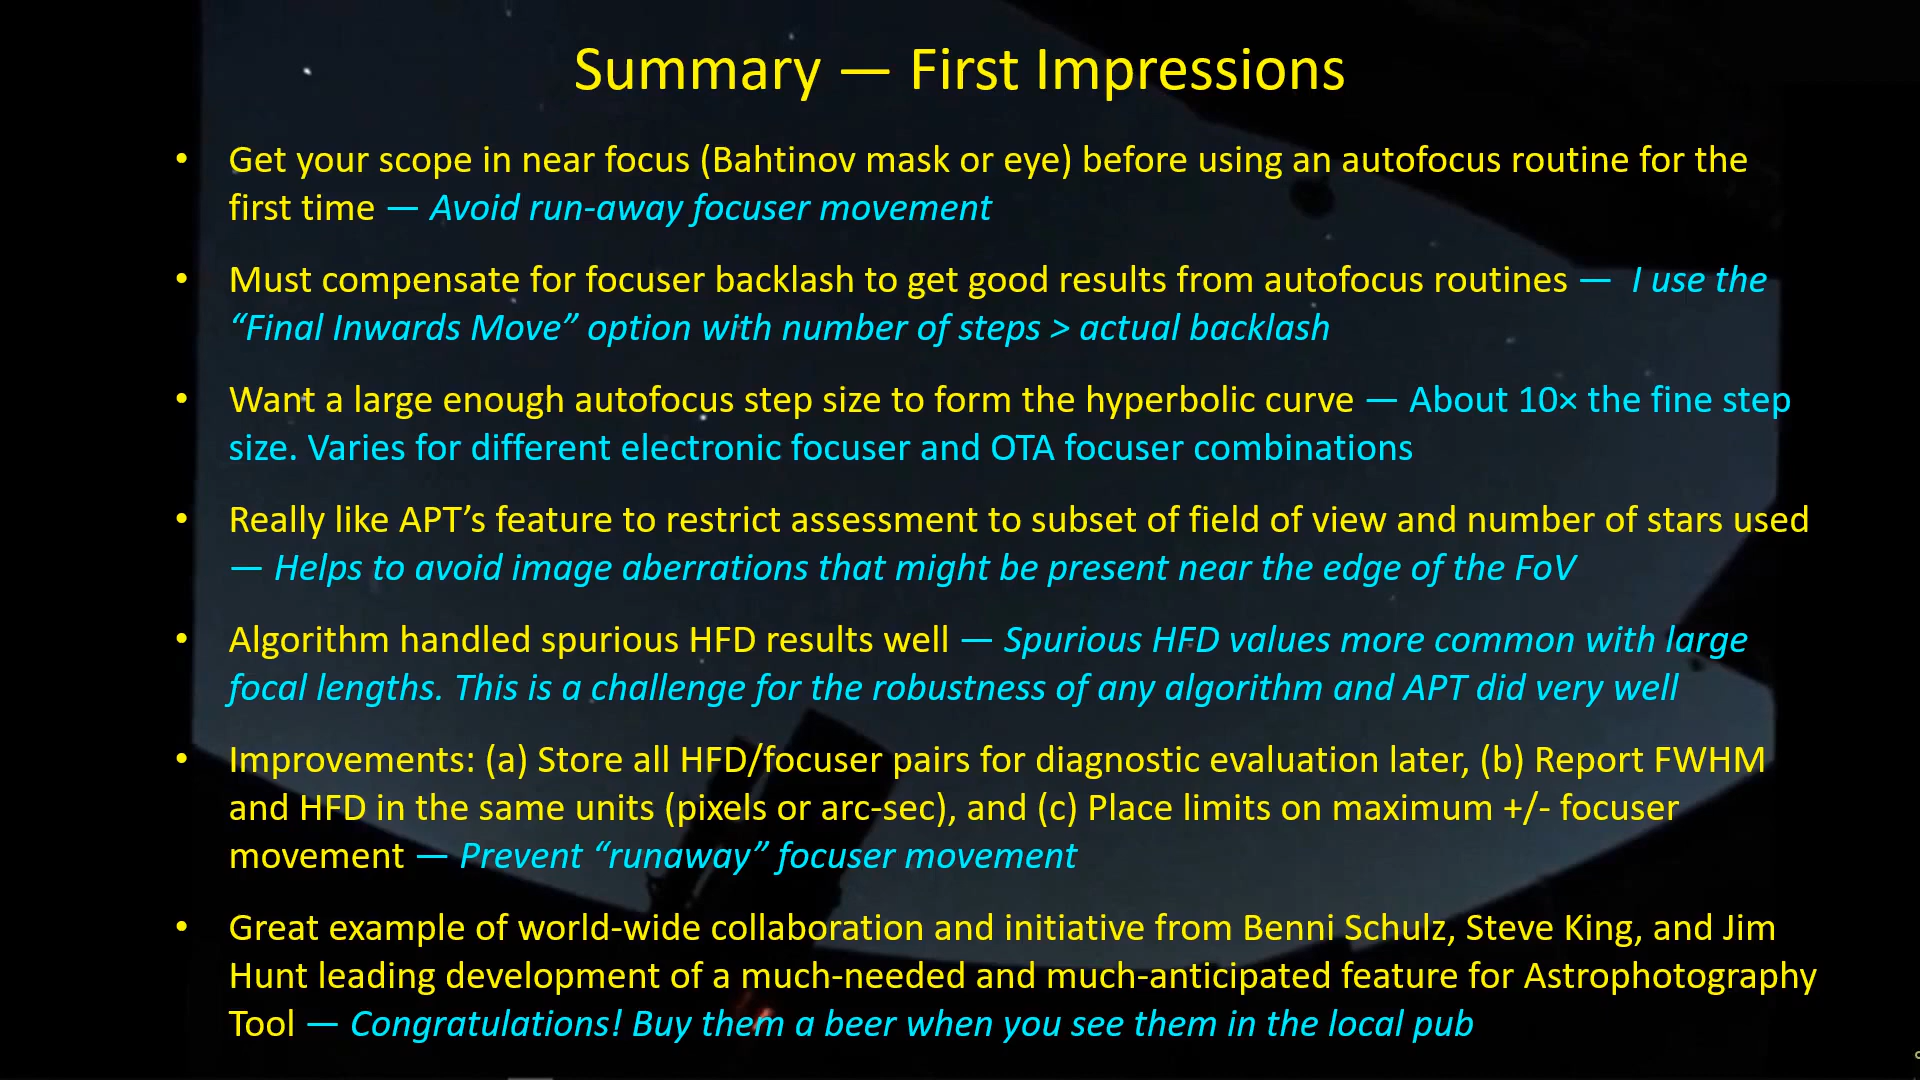 Summary — First Impressions
• Get your scope in near focus (Bahtinov mask or eye) before using an autofocus routine for the
first time — Avoid run-away focuser movement
• Must compensate for focuser backlash to get good results from autofocus routines — I use the
“Final Inwards Move” option with number of steps > actual backlash
• Want a large enough autofocus step size to form the hyperbolic curve — About 10× the fine step
size. Varies for different electronic focuser and OTA focuser combinations
• Really like APT’s feature to restrict assessment to subset of field of view and number of stars used
— Helps to avoid image aberrations that might be present near the edge of the FoV
• Algorithm handled spurious HFD results well — Spurious HFD values more common with large
focal lengths. This is a challenge for the robustness of any algorithm and APT did very well
• Improvements: (a) Store all HFD/focuser pairs for diagnostic evaluation later, (b) Report FWHM
and HFD in the same units (pixels or arc-sec), and (c) Place limits on maximum +/- focuser
movement — Prevent “runaway” focuser movement
• Great example of world-wide collaboration and initiative from Benni Schulz, Steve King, and Jim
Hunt leading development of a much-needed and much-anticipated feature for Astrophotography
Tool — Congratulations! Buy them a beer when you see them in the local pub